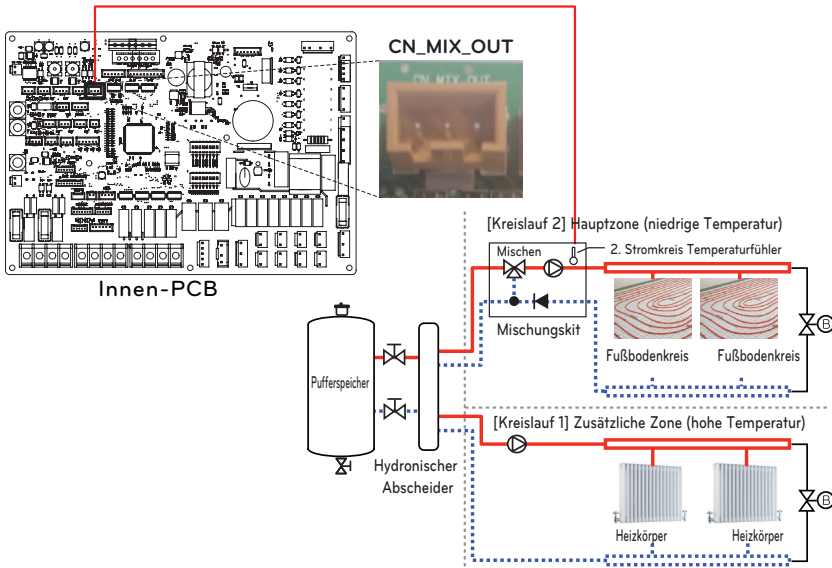 CN_MIX_OUT
CN_MIX_OUT
Innen-PCB
[Kreislauf 2] Hauptzone (niedrige Temperatur)
Mischen
2. Stromkreis Temperaturfühler
Mischungskit
Fußbodenkreis
Fußbodenkreis
B
Pufferspeicher
Hydronischer
Abscheider
[Kreislauf 1] Zusätzliche Zone (hohe Temperatur)
Heizkörper
Heizkörper
B